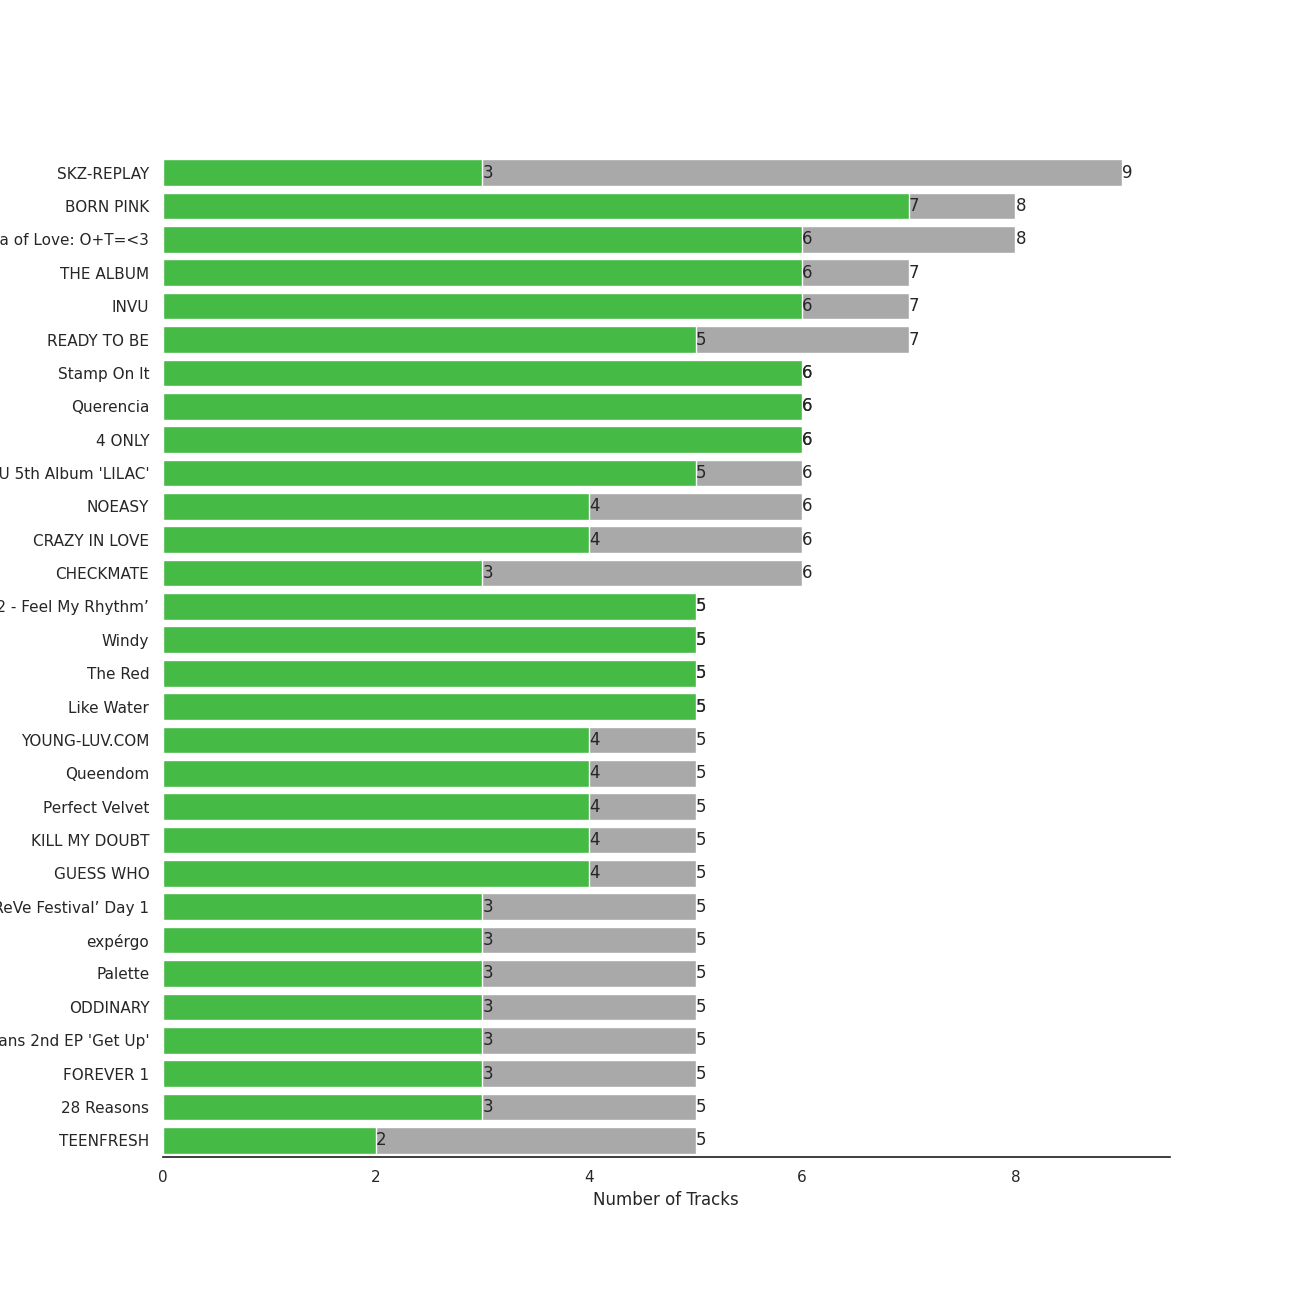 SKZ-REPLAY 3 9
BORN PINK 7 8
a of Love: O+T=<3 6 8
THE ALBUM 6 7
INVU 6 7
READY TO BE 5 7
Stamp On It 6
Querencia 6
4 ONLY 6
U 5th Album 'LILAC' 5 6
NOEASY 4 6
CRAZY IN LOVE 4 6
CHECKMATE 3 6
2 - Feel My Rhythm’ 5
Windy 5
The Red 5
Like Water 5
YOUNG-LUV.COM 4 5
Queendom 4 5
Perfect Velvet 4 5
KILL MY DOUBT 4 5
GUESS WHO 4 5
ReVe Festival’ Day 1 3 5
expérgo 3 5
Palette 3 5
ODDINARY 3 5
ans 2nd EP 'Get Up' 3 5
FOREVER 1 3 5
28 Reasons 3 5
TEENFRESH 2 5
0 2 4 6 8
Number of Tracks